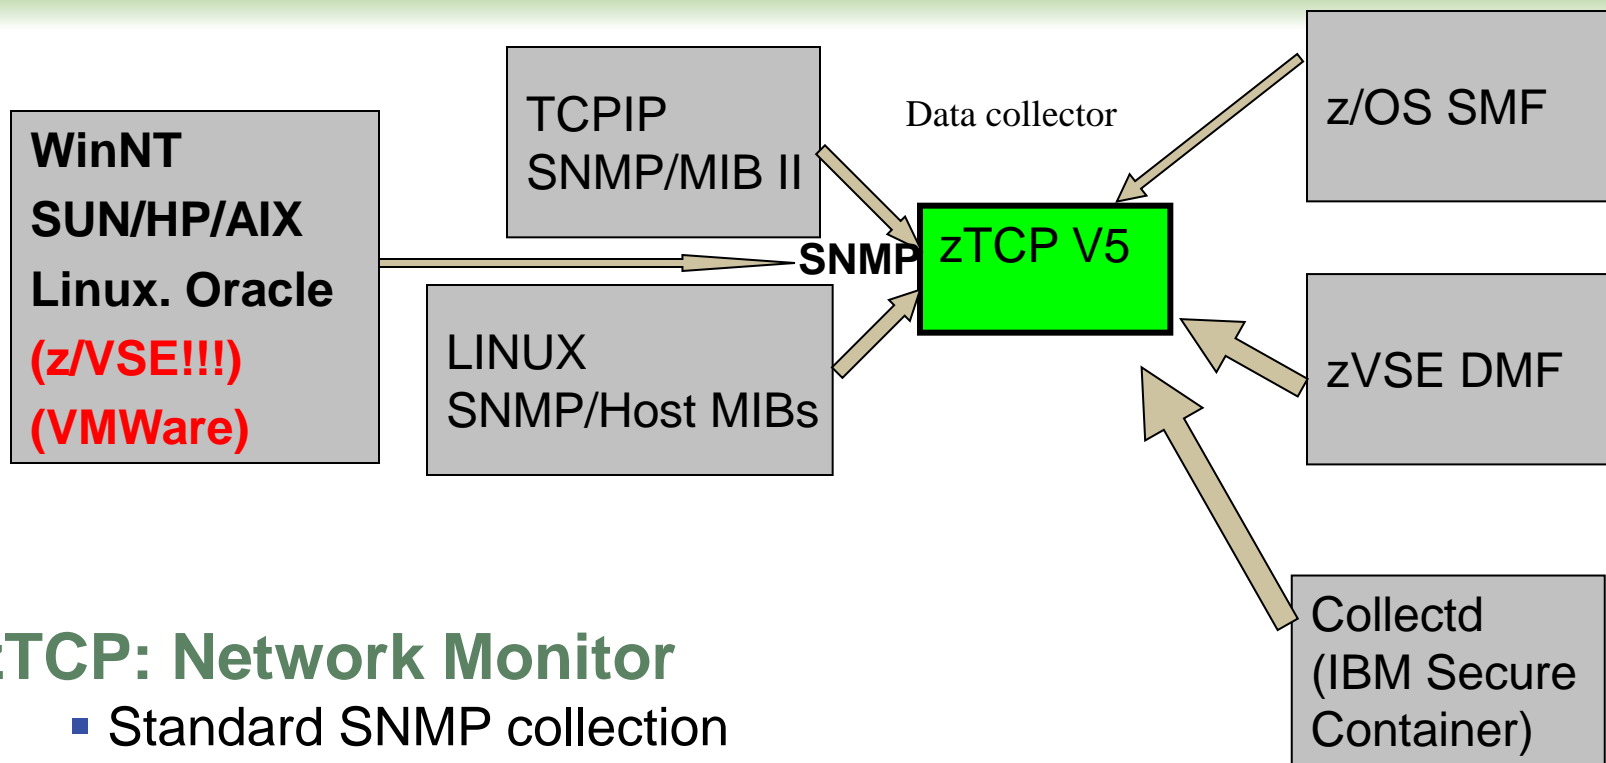 WinNT
SUN/HP/AIX
Linux. Oracle
(z/VSE!!!)
(VMWare)
TCPIP
SNMP/MIB II
LINUX
SNMP/Host MIBs
Data collector
SNMP
zTCP V5
z/OS SMF
zVSE DMF
Collectd
(IBM Secure
Container)
zTCP: Network Monitor
▪ Standard SNMP collection